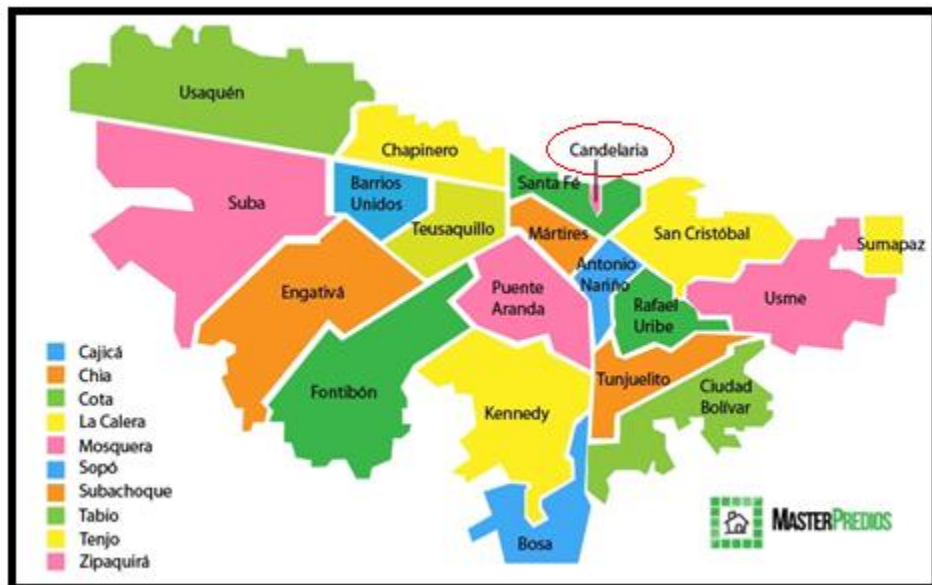 Usaquén
Chapinero
Candelaria
Suba
Barrios
Unidos
Santa Fé
Teusaquillo
Mártires
San Cristóbal
Sumapaz
Engativá
Puente
Aranda
Antonio
Nariño
Rafael
Uribe
Usme
Fontibón
Kennedy
Tunjuelito
Ciudad
Bolívar
Bosa
Cajicá
Chia
Cota
La Calera
Mosquera
Sopó
Subachoque
Tabio
Tenjo
Zipaquirá
MASTERPREDIOS